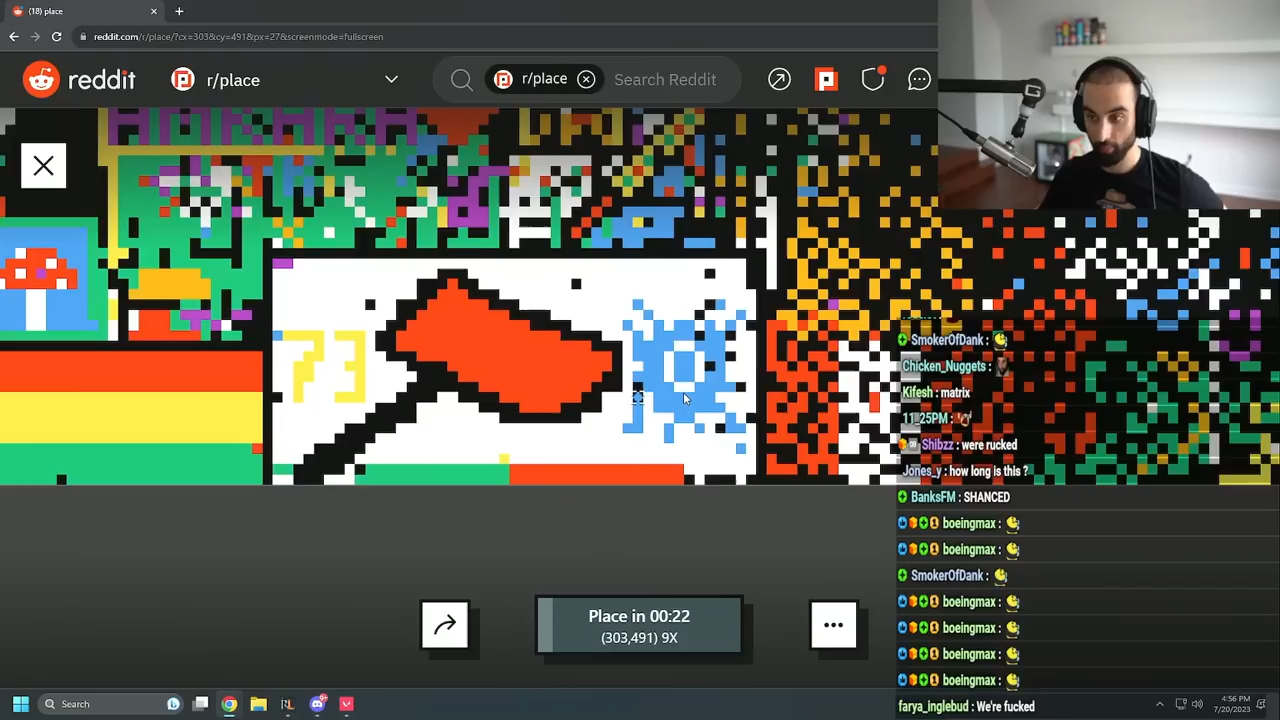 (18) place
reddit.com/r/place/?cx=303&cy=491&px=27&screenmode=fullscreen
reddit
r/place
r/place
Search Reddit
73
SmokerOfDank :
Chicken_Nuggets :
Kifesh : matrix
11_25PM :
Shibzz : were rucked
Jones_y : how long is this ?
BanksFM : SHANCED
boeingmax :
boeingmax :
SmokerOfDank :
boeingmax :
boeingmax :
boeingmax :
boeingmax :
farya_inglebud : We're fucked
Place in 00:22
(303,491) 9X
Search
4:56 PM
7/20/2023